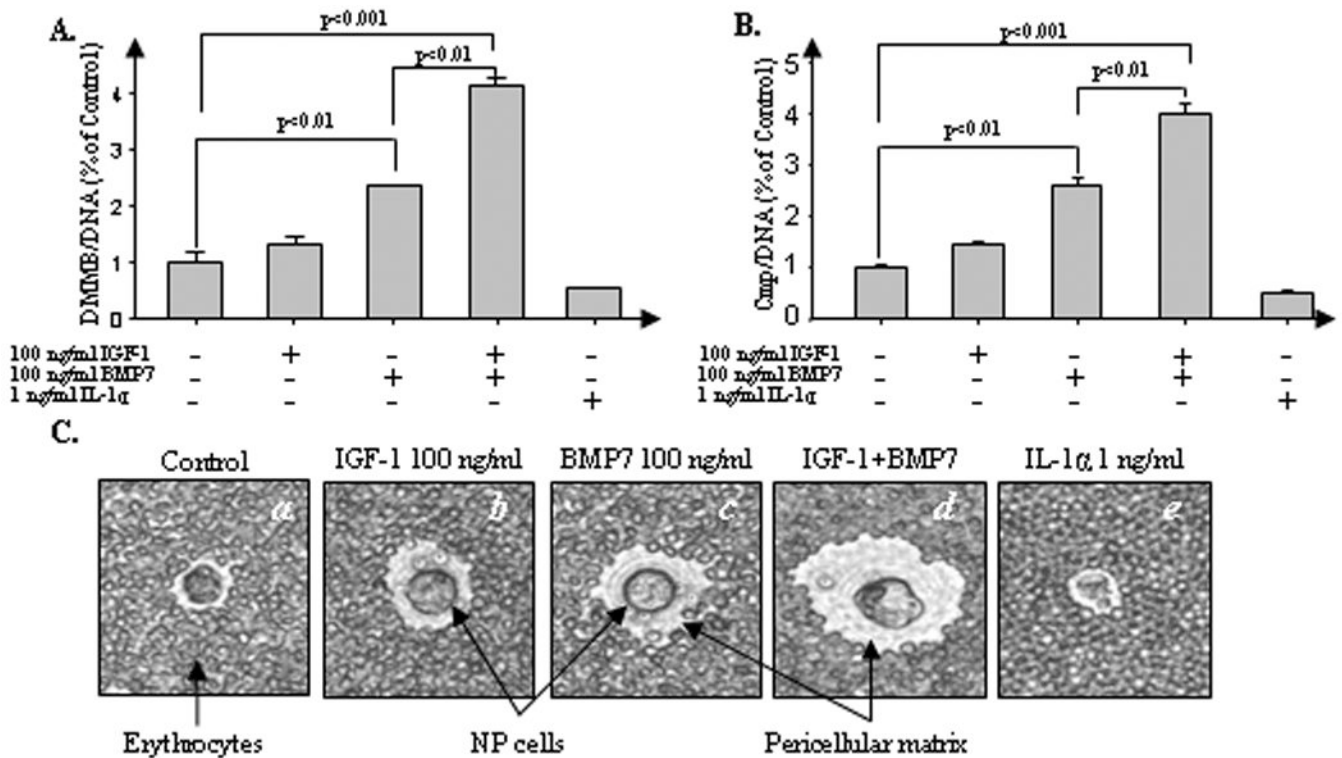 A.
p<0.001
p<0.01
p<0.01
DMMB/DNA (% of Control)
4
3
2
1
0
100 ng/ml IGF-1 - + - + -
100 ng/ml BMP7 - - + + -
1 ng/ml IL-1α - - - - +
B.
p<0.001
p<0.01
p<0.01
Cmp/DNA (% of Control)
5
4
3
2
1
0
100 ng/ml IGF-1 - + - + -
100 ng/ml BMP7 - - + + -
1 ng/ml IL-1α - - - - +
C.
Control IGF-1 100 ng/ml BMP7 100 ng/ml IGF-1+BMP7 IL-1α 1 ng/ml
a b c d e
Erythrocytes NP cells Pericellular matrix